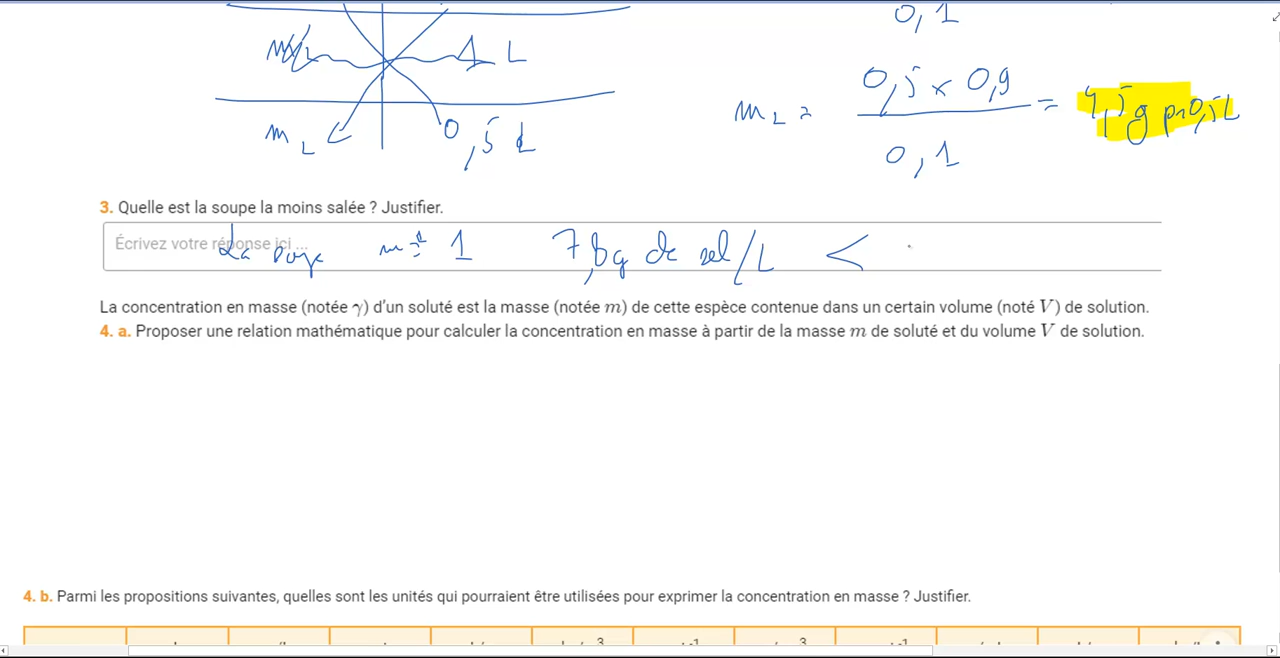 0,1
m L 1 L
0,5 × 0,9
m L = = 4,5 g pr 0,5 L
m L 0,5 L
0,1
3. Quelle est la soupe la moins salée ? Justifier.
Écrivez votre réponse ici ...
La soupe n° 1 7, g de sel/L <
La concentration en masse (notée γ) d'un soluté est la masse (notée m) de cette espèce contenue dans un certain volume (noté V) de solution.
4. a. Proposer une relation mathématique pour calculer la concentration en masse à partir de la masse m de soluté et du volume V de solution.
4. b. Parmi les propositions suivantes, quelles sont les unités qui pourraient être utilisées pour exprimer la concentration en masse ? Justifier.